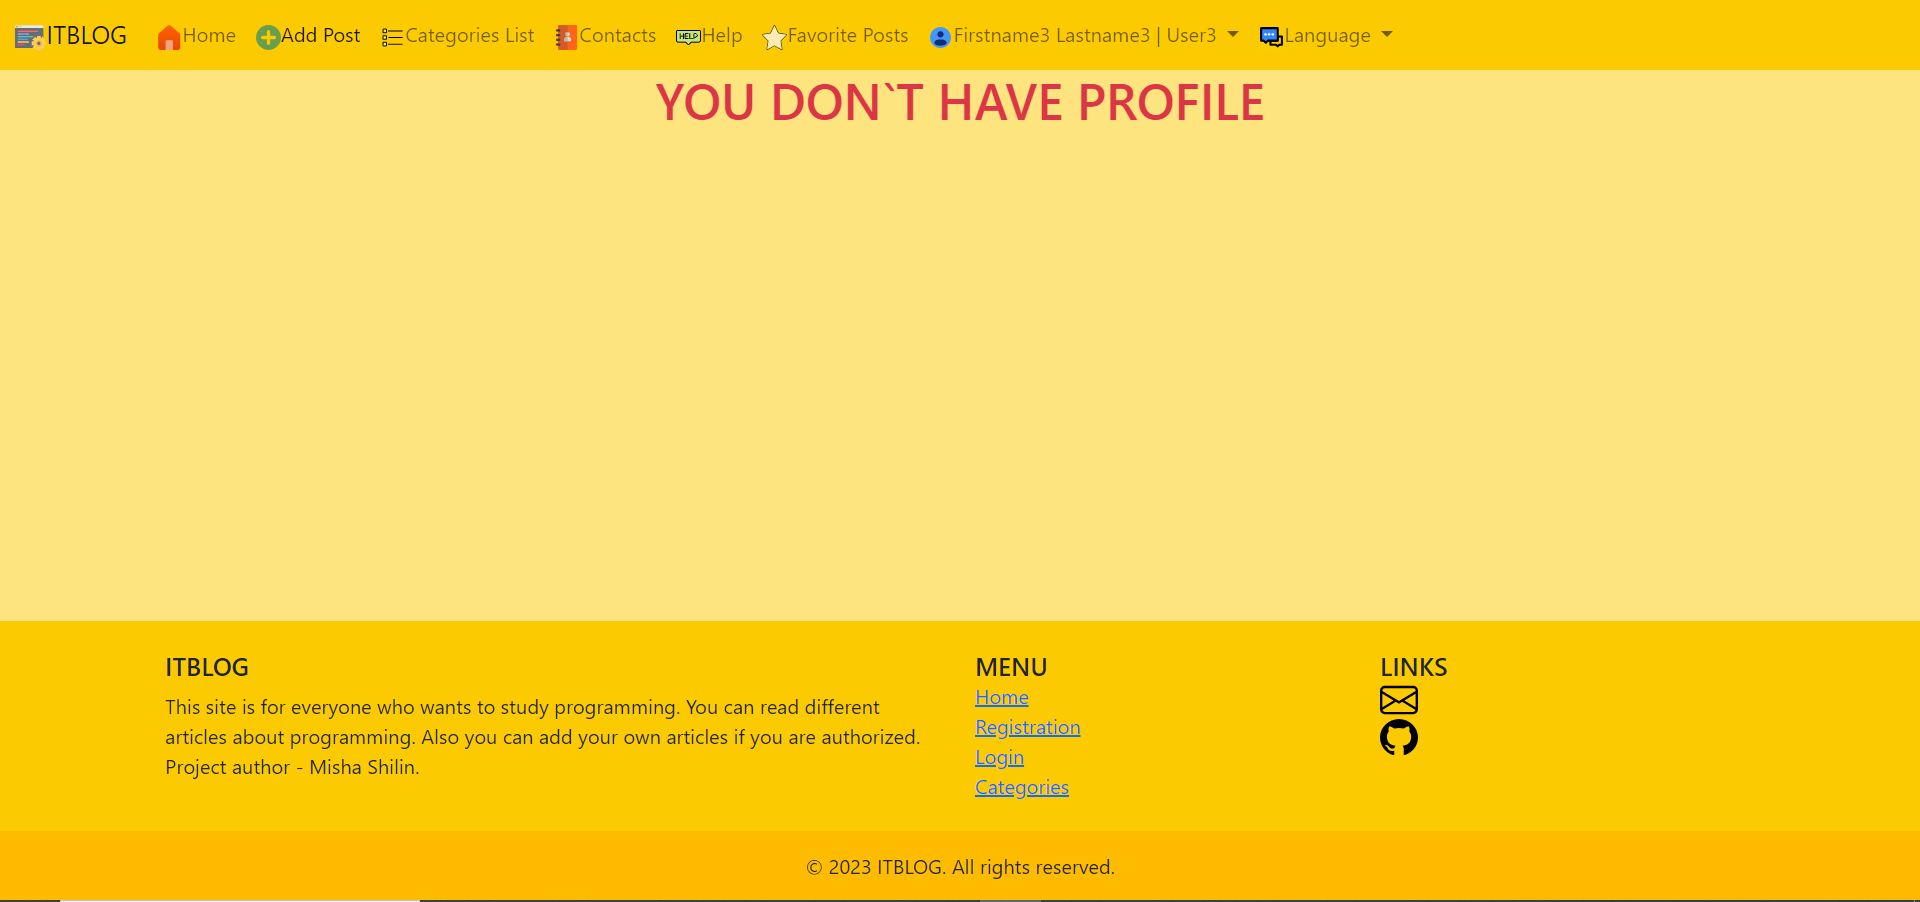 ITBLOG Home Add Post Categories List Contacts HELP Help Favorite Posts Firstname3 Lastname3 | User3 Language
YOU DON`T HAVE PROFILE
ITBLOG
This site is for everyone who wants to study programming. You can read different
articles about programming. Also you can add your own articles if you are authorized.
Project author - Misha Shilin.
MENU
Home
Registration
Login
Categories
LINKS
© 2023 ITBLOG. All rights reserved.